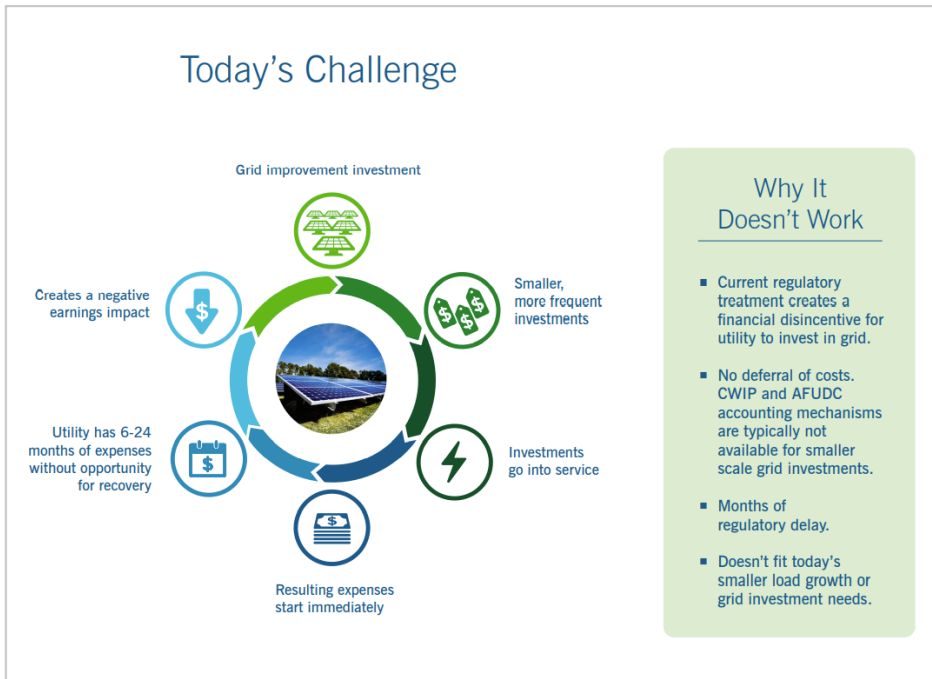 Today's Challenge
Grid improvement investment
Smaller,
more frequent
investments
Investments
go into service
Resulting expenses
start immediately
Utility has 6-24
months of expenses
without opportunity
for recovery
Creates a negative
earnings impact
$
$
$
$
$
$
Why It
Doesn't Work
▪ Current regulatory
treatment creates a
financial disincentive for
utility to invest in grid.
▪ No deferral of costs.
CWIP and AFUDC
accounting mechanisms
are typically not
available for smaller
scale grid investments.
▪ Months of
regulatory delay.
▪ Doesn't fit today's
smaller load growth or
grid investment needs.